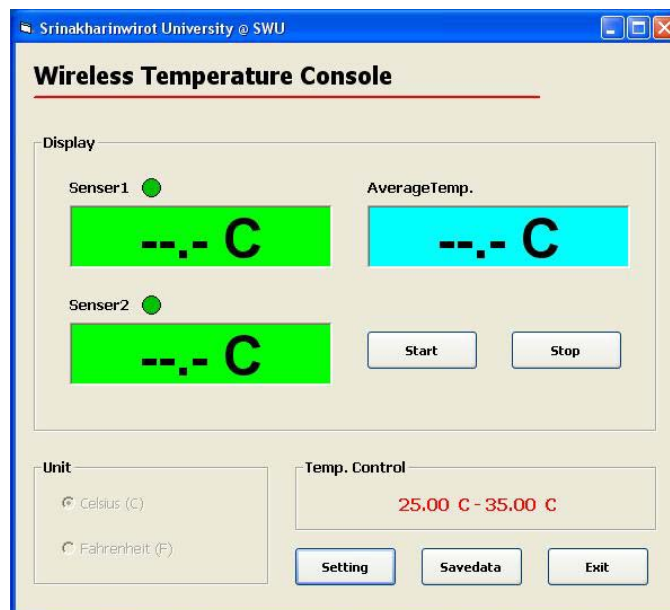 Srinakharinwirot University @ SWU
Wireless Temperature Console
Display
Senser1
AverageTemp.
--.- C
--.- C
Senser2
--.- C
Start
Stop
Unit
Celsius (C)
Fahrenheit (F)
Temp. Control
25.00 C - 35.00 C
Setting
Savedata
Exit